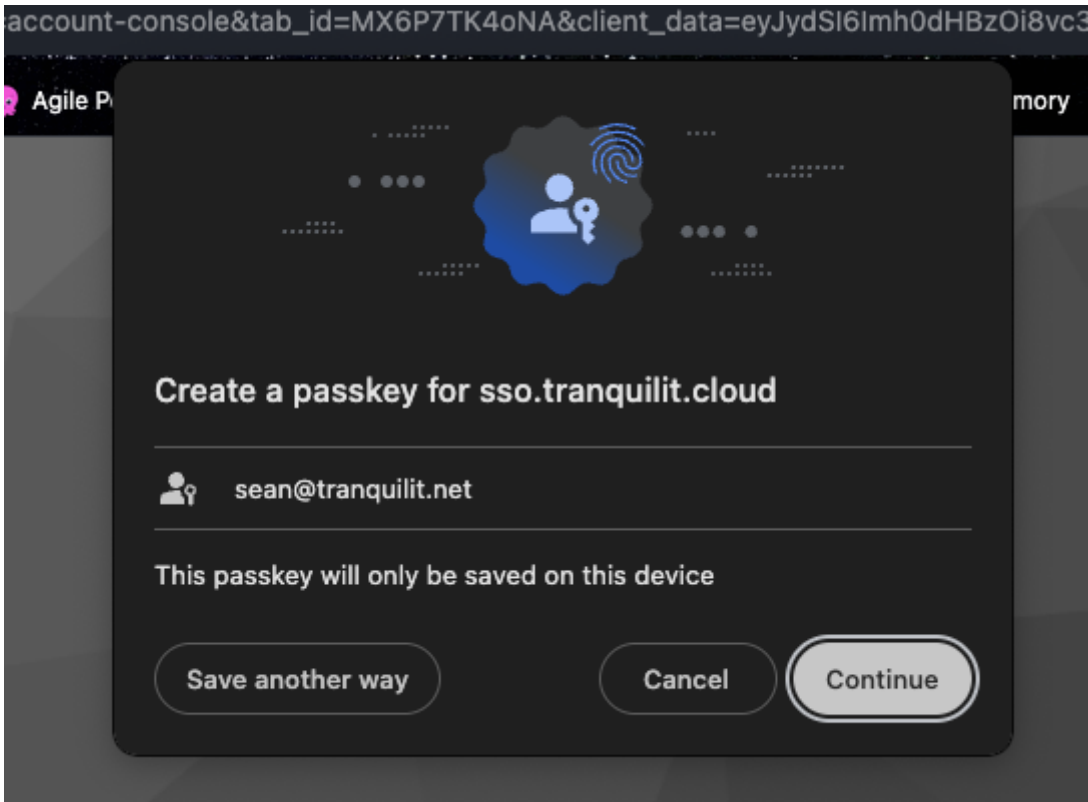 account-console&tab_id=MX6P7TK4oNA&client_data=eyJydSI6Imh0dHBzOi8vc3
Agile P
mory
Create a passkey for sso.tranquilit.cloud
sean@tranquilit.net
This passkey will only be saved on this device
Save another way
Cancel
Continue